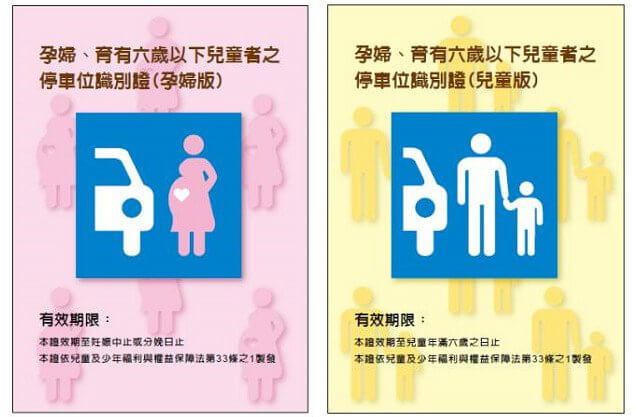 孕婦、育有六歲以下兒童者之
停車位識別證(孕婦版)
有效期限：
本證效期至妊娠中止或分娩日止
本證依兒童及少年福利與權益保障法第33條之1製發
孕婦、育有六歲以下兒童者之
停車位識別證(兒童版)
有效期限：
本證效期至兒童年滿六歲之日止
本證依兒童及少年福利與權益保障法第33條之1製發